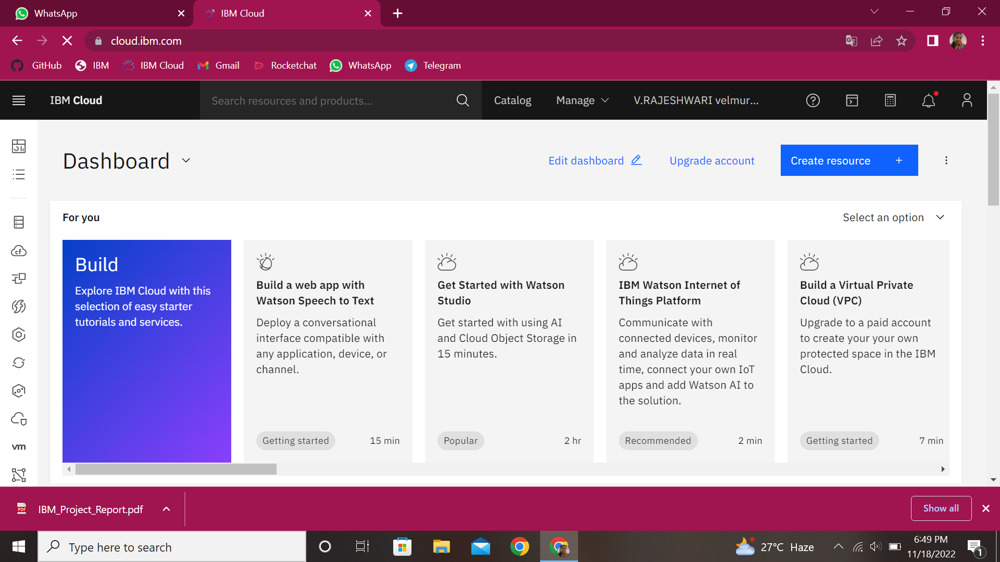 WhatsApp
IBM Cloud
cloud.ibm.com
GitHub IBM IBM Cloud Gmail Rocketchat WhatsApp Telegram
IBM Cloud
Search resources and products...
Catalog Manage V.RAJESHWARI velmur...
Dashboard
Edit dashboard Upgrade account Create resource +
For you
Select an option
Build
Explore IBM Cloud with this
selection of easy starter
tutorials and services.
Build a web app with
Watson Speech to Text
Deploy a conversational
interface compatible with
any application, device, or
channel.
Getting started 15 min
Get Started with Watson
Studio
Get started with using AI
and Cloud Object Storage in
15 minutes.
Popular 2 hr
IBM Watson Internet of
Things Platform
Communicate with
connected devices, monitor
and analyze data in real
time, connect your own IoT
apps and add Watson AI to
the solution.
Recommended 2 min
Build a Virtual Private
Cloud (VPC)
Upgrade to a paid account
to create your your own
protected space in the IBM
Cloud.
Getting started 7 min
cf
vm
PDF
IBM_Project_Report.pdf
Show all
Type here to search
27°C Haze
6:49 PM
11/18/2022
1